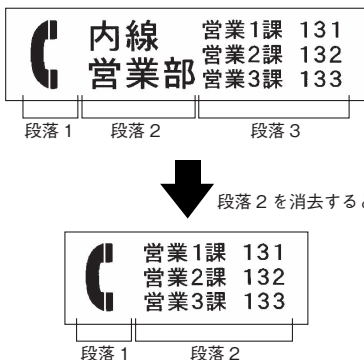 内線
営業部
営業1課 131
営業2課 132
営業3課 133
段落1 段落2 段落3
段落2を消去すると
営業1課 131
営業2課 132
営業3課 133
段落1 段落2